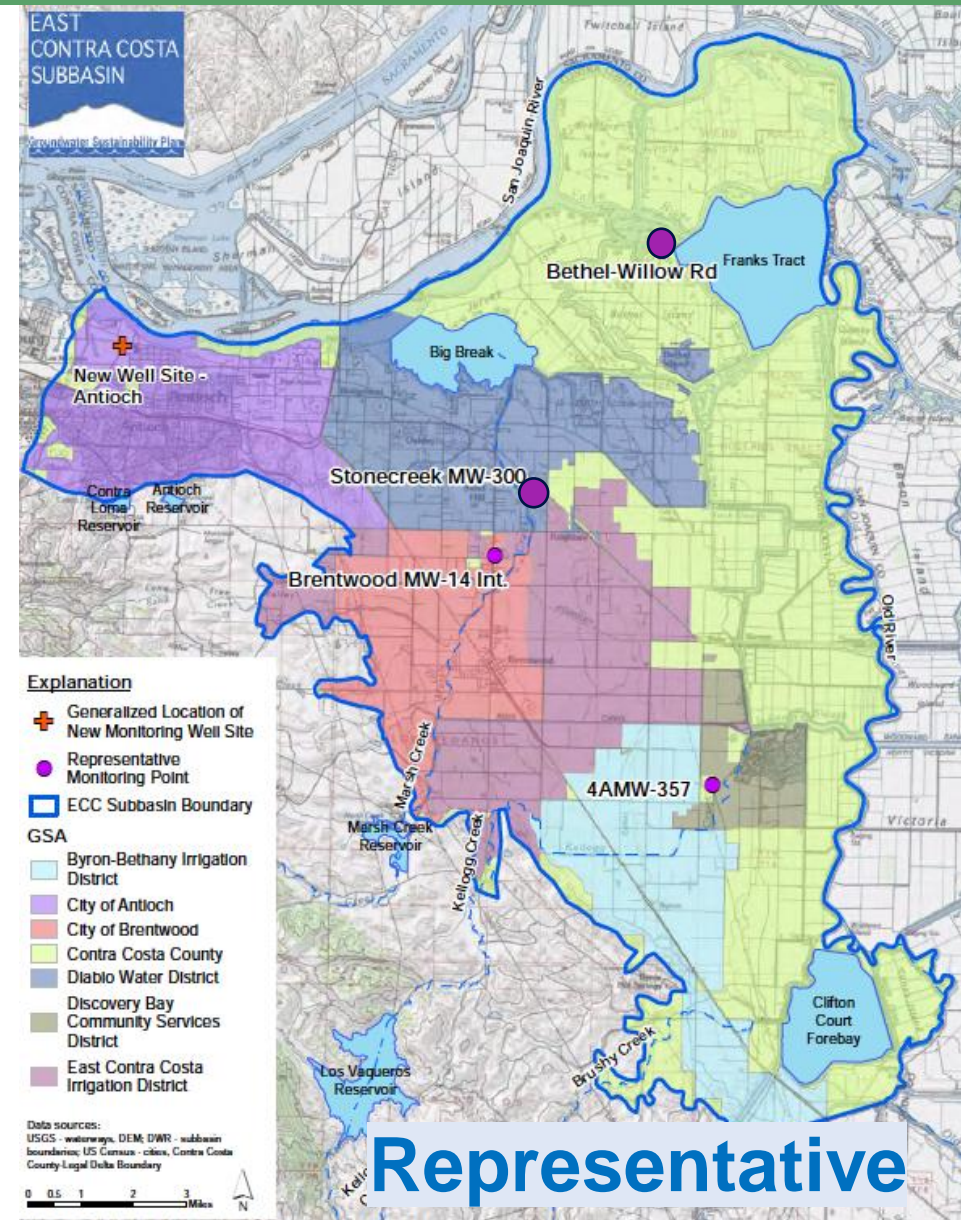 EAST
CONTRA COSTA
SUBBASIN
Groundwater Sustainability Plan
Twitchell Island
SACRAMENTO
San Joaquin River
Bethel-Willow Rd
Franks Tract
Big Break
New Well Site -
Antioch
Antioch
Stonecreek MW-300
Contra
Loma
Reservoir
Antioch
Reservoir
Brentwood MW-14 Int.
Old River
Marsh Creek
4AMW-357
Victoria
Marsh Creek
Reservoir
Kellogg Creek
Clifton
Court
Forebay
Brushy Creek
Los Vaqueros
Reservoir
Explanation
Generalized Location of
New Monitoring Well Site
Representative
Monitoring Point
ECC Subbasin Boundary
GSA
Byron-Bethany Irrigation
District
City of Antioch
City of Brentwood
Contra Costa County
Diablo Water District
Discovery Bay
Community Services
District
East Contra Costa
Irrigation District
Data sources:
USGS - waterways, DEM; DWR - subbasin
boundaries; US Census - cities, Contra Costa
County-Legal Delta Boundary
0 0.5 1 2 3
Miles
N
Representative